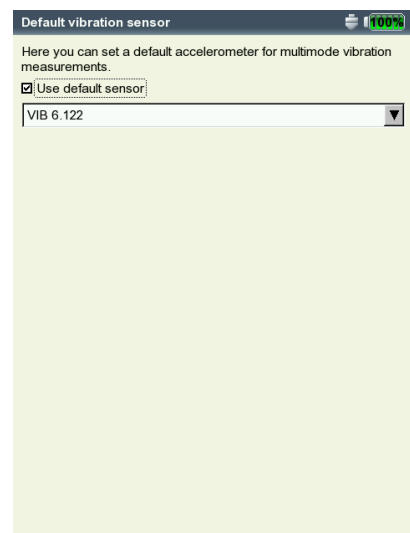 Default vibration sensor 100%
Here you can set a default accelerometer for multimode vibration
measurements.
Use default sensor
VIB 6.122